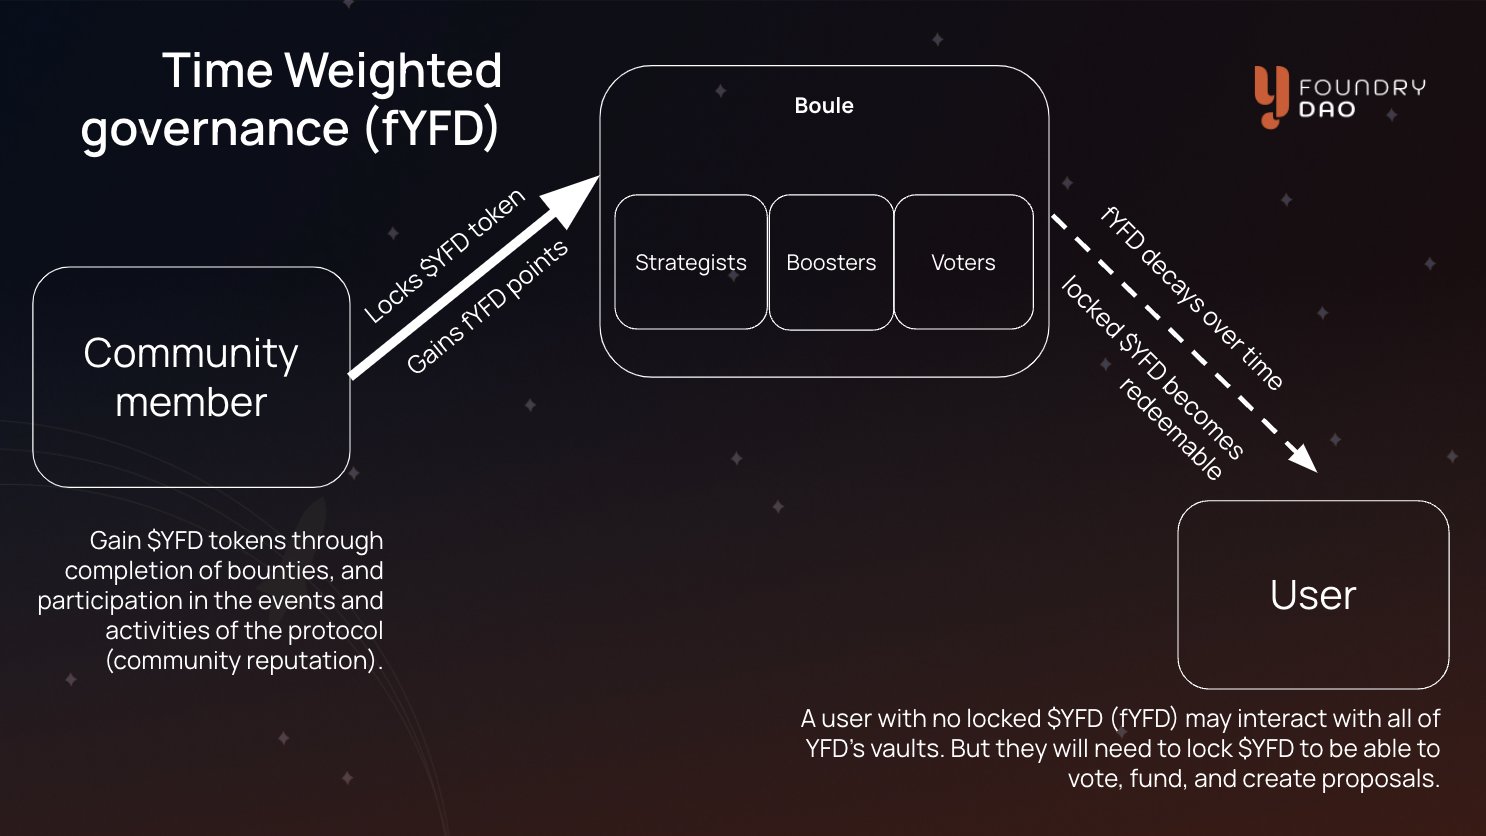 Time Weighted
governance (fYFD)
FOUNDRY
DAO
Boule
Strategists
Boosters
Voters
Locks $YFD token
Gains fYFD points
fYFD decays over time
locked $YFD becomes
redeemable
Community
member
Gain $YFD tokens through
completion of bounties, and
participation in the events and
activities of the protocol
(community reputation).
User
A user with no locked $YFD (fYFD) may interact with all of
YFD’s vaults. But they will need to lock $YFD to be able to
vote, fund, and create proposals.